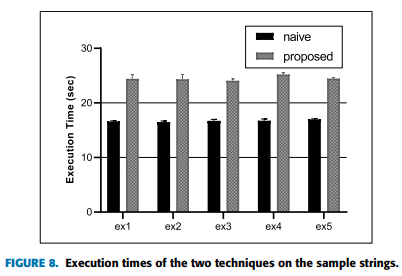 naive
proposed
Execution Time (sec)
30
20
10
0
ex1 ex2 ex3 ex4 ex5
FIGURE 8. Execution times of the two techniques on the sample strings.